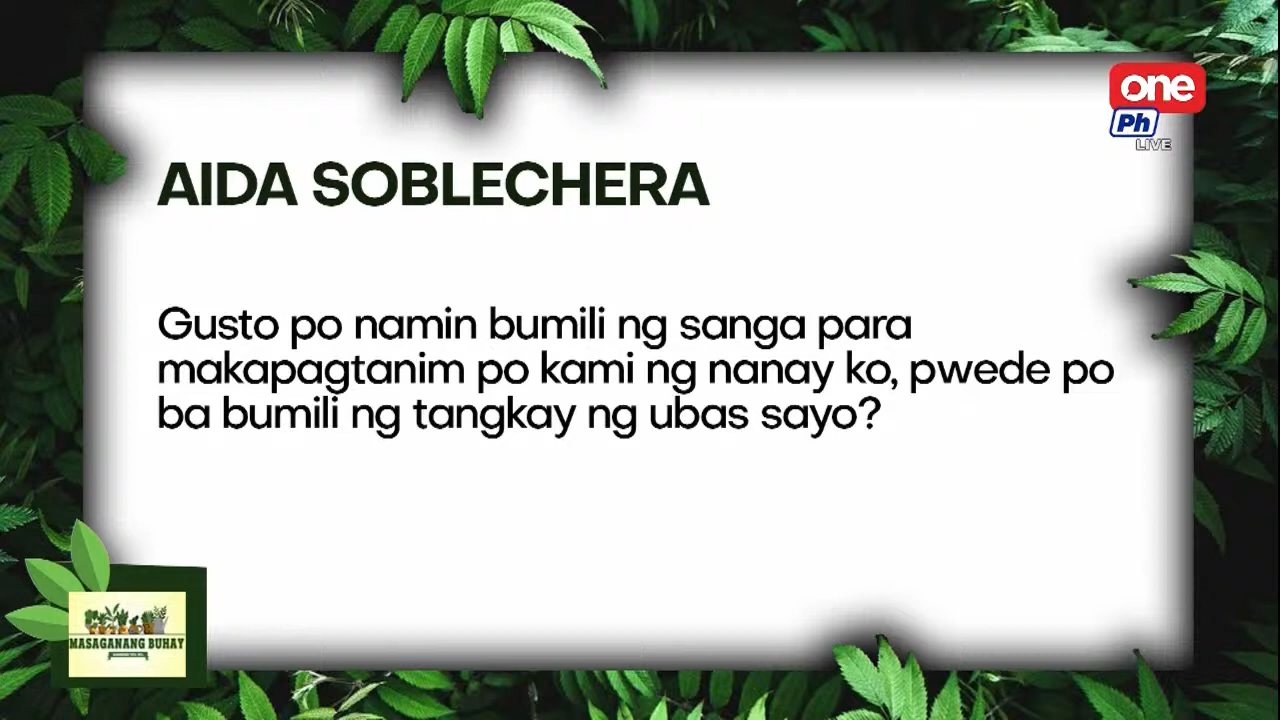 one
Ph
LIVE
AIDA SOBLECHERA
Gusto po namin bumili ng sanga para
makapagtanim po kami ng nanay ko, pwede po
ba bumili ng tangkay ng ubas sayo?
MASAGANANG BUHAY